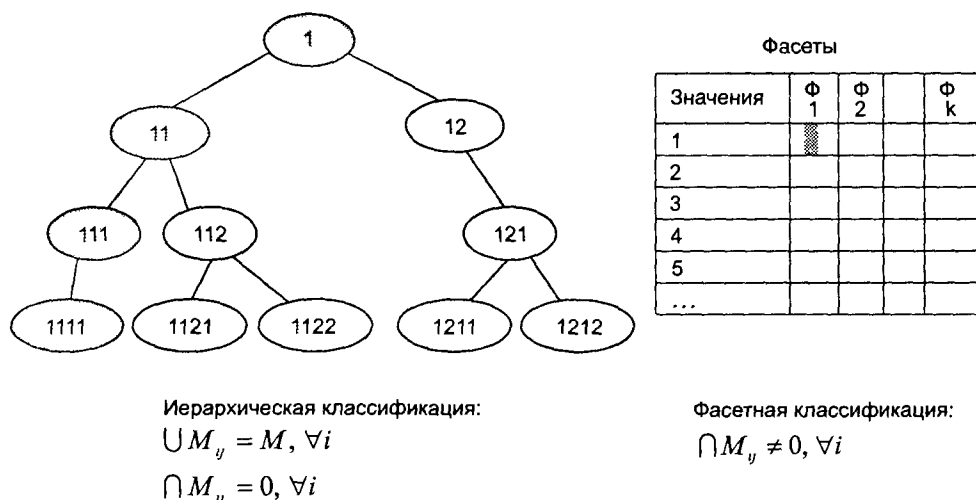 1
11
12
111
112
121
1111
1121
1122
1211
1212
Фасеты
Значения Ф 1 Ф 2 Ф k
1
2
3
4
5
...
Иерархическая классификация:
⋃ M_ij = M, ∀i
⋂ M_ij = 0, ∀i
Фасетная классификация:
⋂ M_ij ≠ 0, ∀i